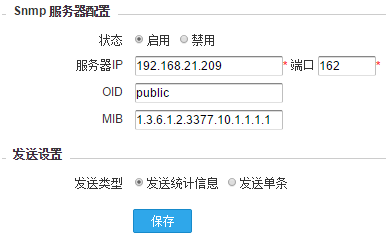 Snmp 服务器配置
状态 启用 禁用
服务器IP 192.168.21.209 * 端口 162 *
OID public
MIB 1.3.6.1.2.3377.10.1.1.1.1
发送设置
发送类型 发送统计信息 发送单条
保存